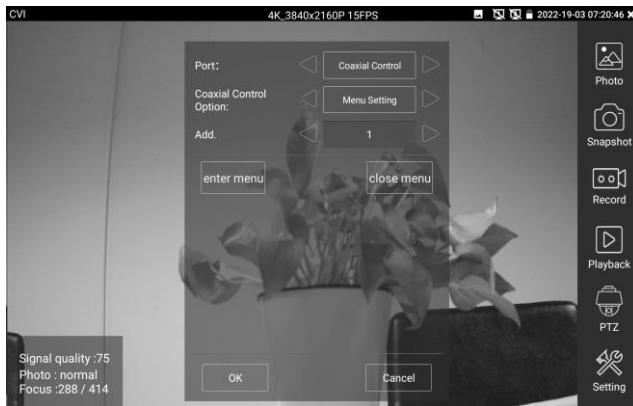 CVI 4K_3840x2160P 15FPS 2022-19-03 07:20:46
Port: Coaxial Control
Coaxial Control Option: Menu Setting
Add. 1
enter menu close menu
OK Cancel
Signal quality :75
Photo : normal
Focus :288 / 414
Photo
Snapshot
Record
Playback
PTZ
Setting